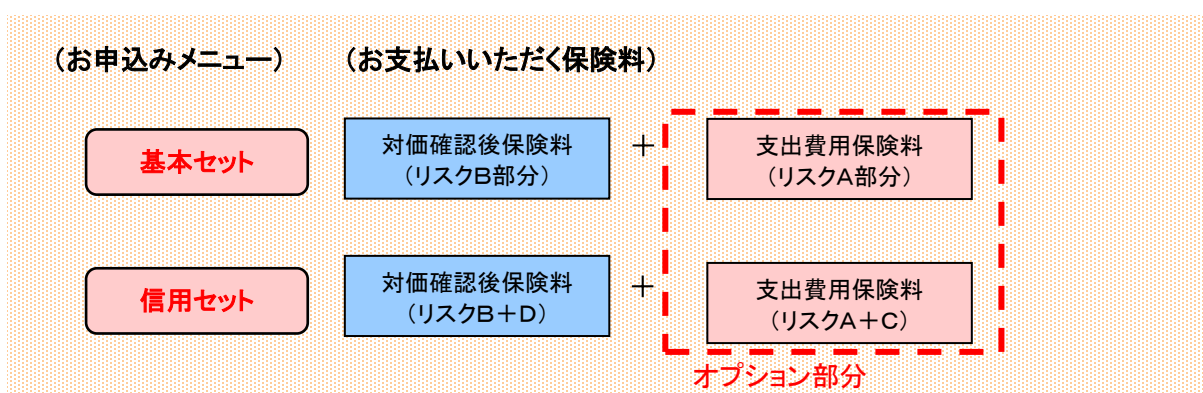 （お申込みメニュー） （お支払いいただく保険料）
基本セット
対価確認後保険料
（リスクＢ部分）
＋
支出費用保険料
（リスクＡ部分）
信用セット
対価確認後保険料
（リスクＢ＋Ｄ）
＋
支出費用保険料
（リスクＡ＋Ｃ）
オプション部分